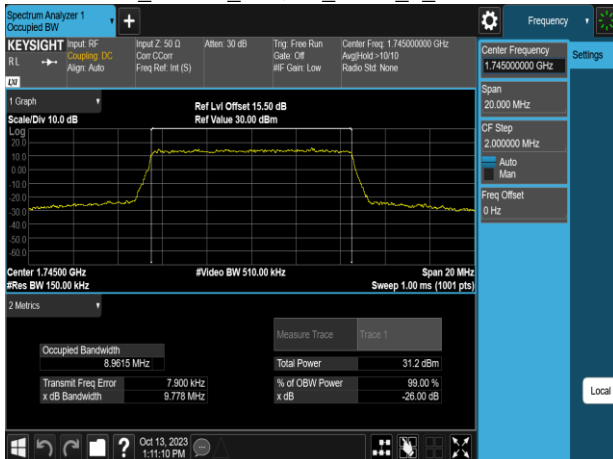 Spectrum Analyzer 1
Occupied BW
+
Frequency
KEYSIGHT Input: RF Input Z: 50 Ω Atten: 30 dB Trig: Free Run Center Freq: 1.745000000 GHz
RL Coupling: DC Corr CCorr Gate: Off Avg|Hold:>10/10
Align: Auto Freq Ref: Int (S) #IF Gain: Low Radio Std: None
LXI
Center Frequency
1.745000000 GHz
Settings
Span
20.000 MHz
CF Step
2.000000 MHz
Auto
Man
Freq Offset
0 Hz
1 Graph
Ref Lvl Offset 15.50 dB
Scale/Div 10.0 dB Ref Value 30.00 dBm
Log
20.0
10.0
0.00
-10.0
-20.0
-30.0
-40.0
-50.0
-60.0
Center 1.74500 GHz #Video BW 510.00 kHz Span 20 MHz
#Res BW 150.00 kHz Sweep 1.00 ms (1001 pts)
2 Metrics
Measure Trace Trace 1
Occupied Bandwidth
8.9615 MHz Total Power 31.2 dBm
Transmit Freq Error 7.900 kHz % of OBW Power 99.00 %
x dB Bandwidth 9.778 MHz x dB -26.00 dB
Local
? Oct 13, 2023
1:11:10 PM